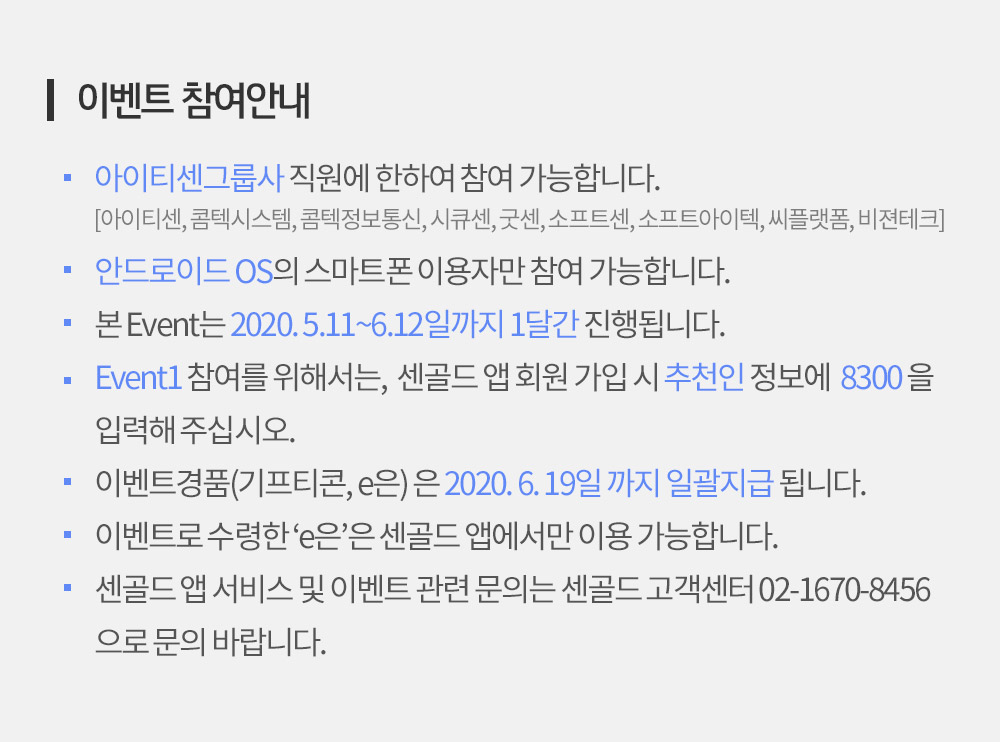 이벤트 참여안내
아이티센그룹사 직원에 한하여 참여 가능합니다.
[아이티센, 콤텍시스템, 콤텍정보통신, 시큐센, 굿센, 소프트센, 소프트아이텍, 씨플랫폼, 비젼테크]
안드로이드 OS의 스마트폰 이용자만 참여 가능합니다.
본 Event는 2020. 5.11~6.12일까지 1달간 진행됩니다.
Event1 참여를 위해서는, 센골드 앱 회원 가입 시 추천인 정보에 8300 을
입력해 주십시오.
이벤트경품(기프티콘, e은) 은 2020. 6. 19일 까지 일괄지급 됩니다.
이벤트로 수령한 ‘e은’은 센골드 앱에서만 이용 가능합니다.
센골드 앱 서비스 및 이벤트 관련 문의는 센골드 고객센터 02-1670-8456
으로 문의 바랍니다.